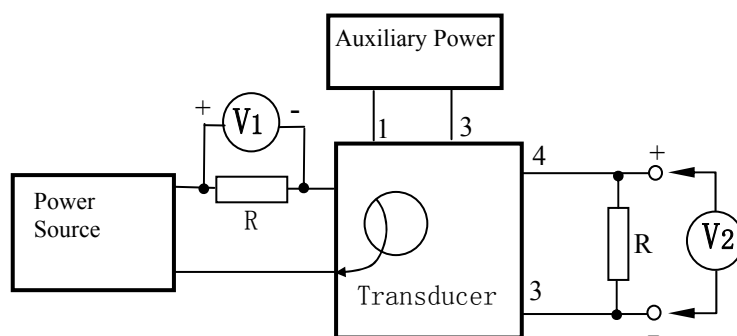 Auxiliary Power
+
V1
-
1
3
4
+
Power
Source
R
R
V2
Transducer
3
-